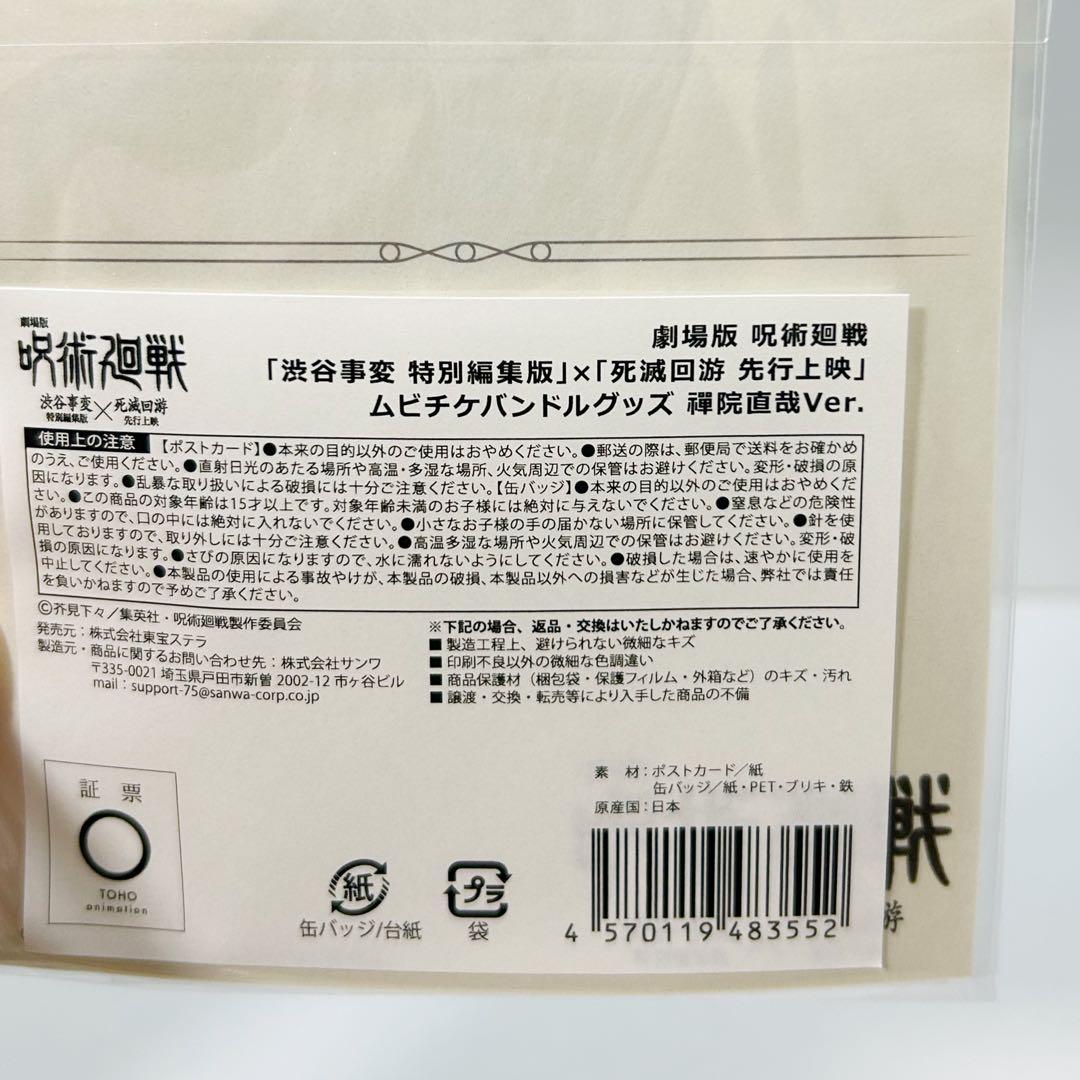 劇場版
呪術廻戦
渋谷事変 特別編集版 × 死滅回游 先行上映
劇場版 呪術廻戦
「渋谷事変 特別編集版」×「死滅回游 先行上映」
ムビチケバンドルグッズ 禪院直哉Ver.
使用上の注意 【ポストカード】●本来の目的以外のご使用はおやめください。●郵送の際は、郵便局で送料をお確かめ
のうえ、ご使用ください。●直射日光のあたる場所や高温・多湿な場所、火気周辺での保管はお避けください。変形・破損の原
因になります。●乱暴な取り扱いによる破損には十分ご注意ください。【缶バッジ】●本来の目的以外のご使用はおやめくだ
さい。●この商品の対象年齢は15才以上です。対象年齢未満のお子様には絶対に与えないでください。●窒息などの危険性
がありますので、口の中には絶対に入れないでください。●小さなお子様の手の届かない場所に保管してください。●針を使
用しておりますので、取り外しには十分ご注意ください。●高温多湿な場所や火気周辺での保管はお避けください。変形・破
損の原因になります。●さびの原因になりますので、水に濡れないようにしてください。●破損した場合は、速やかに使用を
中止してください。●本製品の使用による事故やけが、本製品の破損、本製品以外への損害などが生じた場合、弊社では責任
を負いかねますので予めご了承ください。
©芥見下々／集英社・呪術廻戦製作委員会
発売元：株式会社東宝ステラ
製造元・商品に関するお問い合わせ先：株式会社サンワ
〒335-0021 埼玉県戸田市新曽 2002-12 市ヶ谷ビル
mail：support-75@sanwa-corp.co.jp
※下記の場合、返品・交換はいたしかねますのでご了承ください。
■ 製造工程上、避けられない微細なキズ
■ 印刷不良以外の微細な色調違い
■ 商品保護材（梱包袋・保護フィルム・外箱など）のキズ・汚れ
■ 譲渡・交換・転売等により入手した商品の不備
証票
TOHO
animation
紙
缶バッジ/台紙
プラ
袋
素 材：ポストカード／紙
缶バッジ／紙・PET・ブリキ・鉄
原産国：日本
4 570119 483552
戦
游